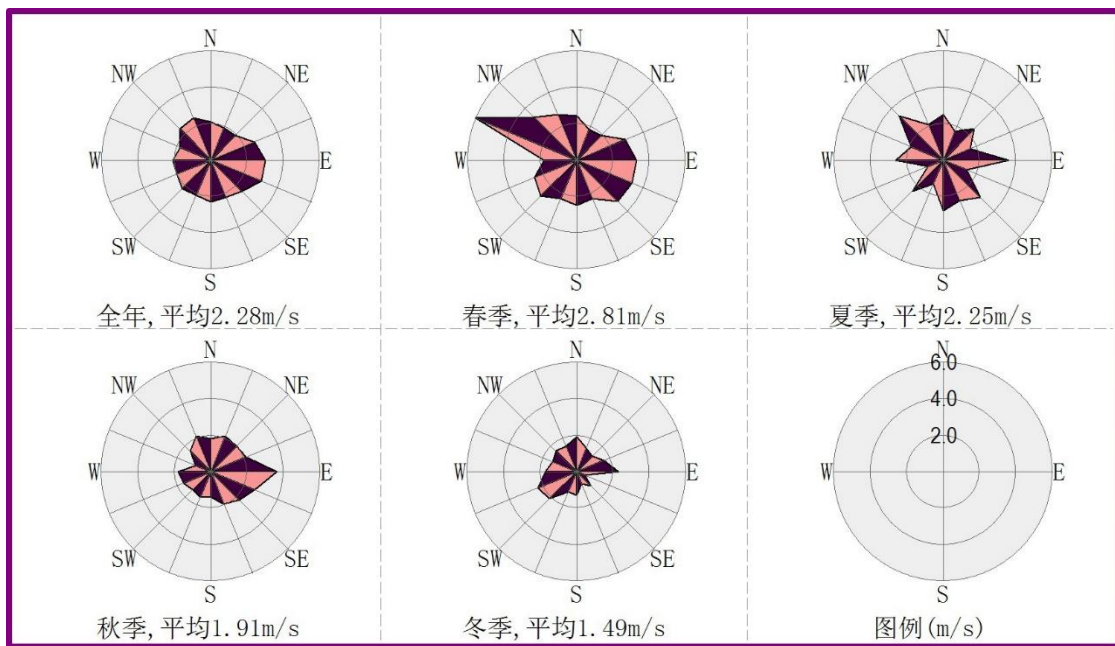 N
NW NE
W E
SW SE
S
全年,平均2.28m/s
N
NW NE
W E
SW SE
S
春季,平均2.81m/s
N
NW NE
W E
SW SE
S
夏季,平均2.25m/s
N
NW NE
W E
SW SE
S
秋季,平均1.91m/s
N
NW NE
W E
SW SE
S
冬季,平均1.49m/s
N
6.0
4.0
2.0
W E
S
图例(m/s)